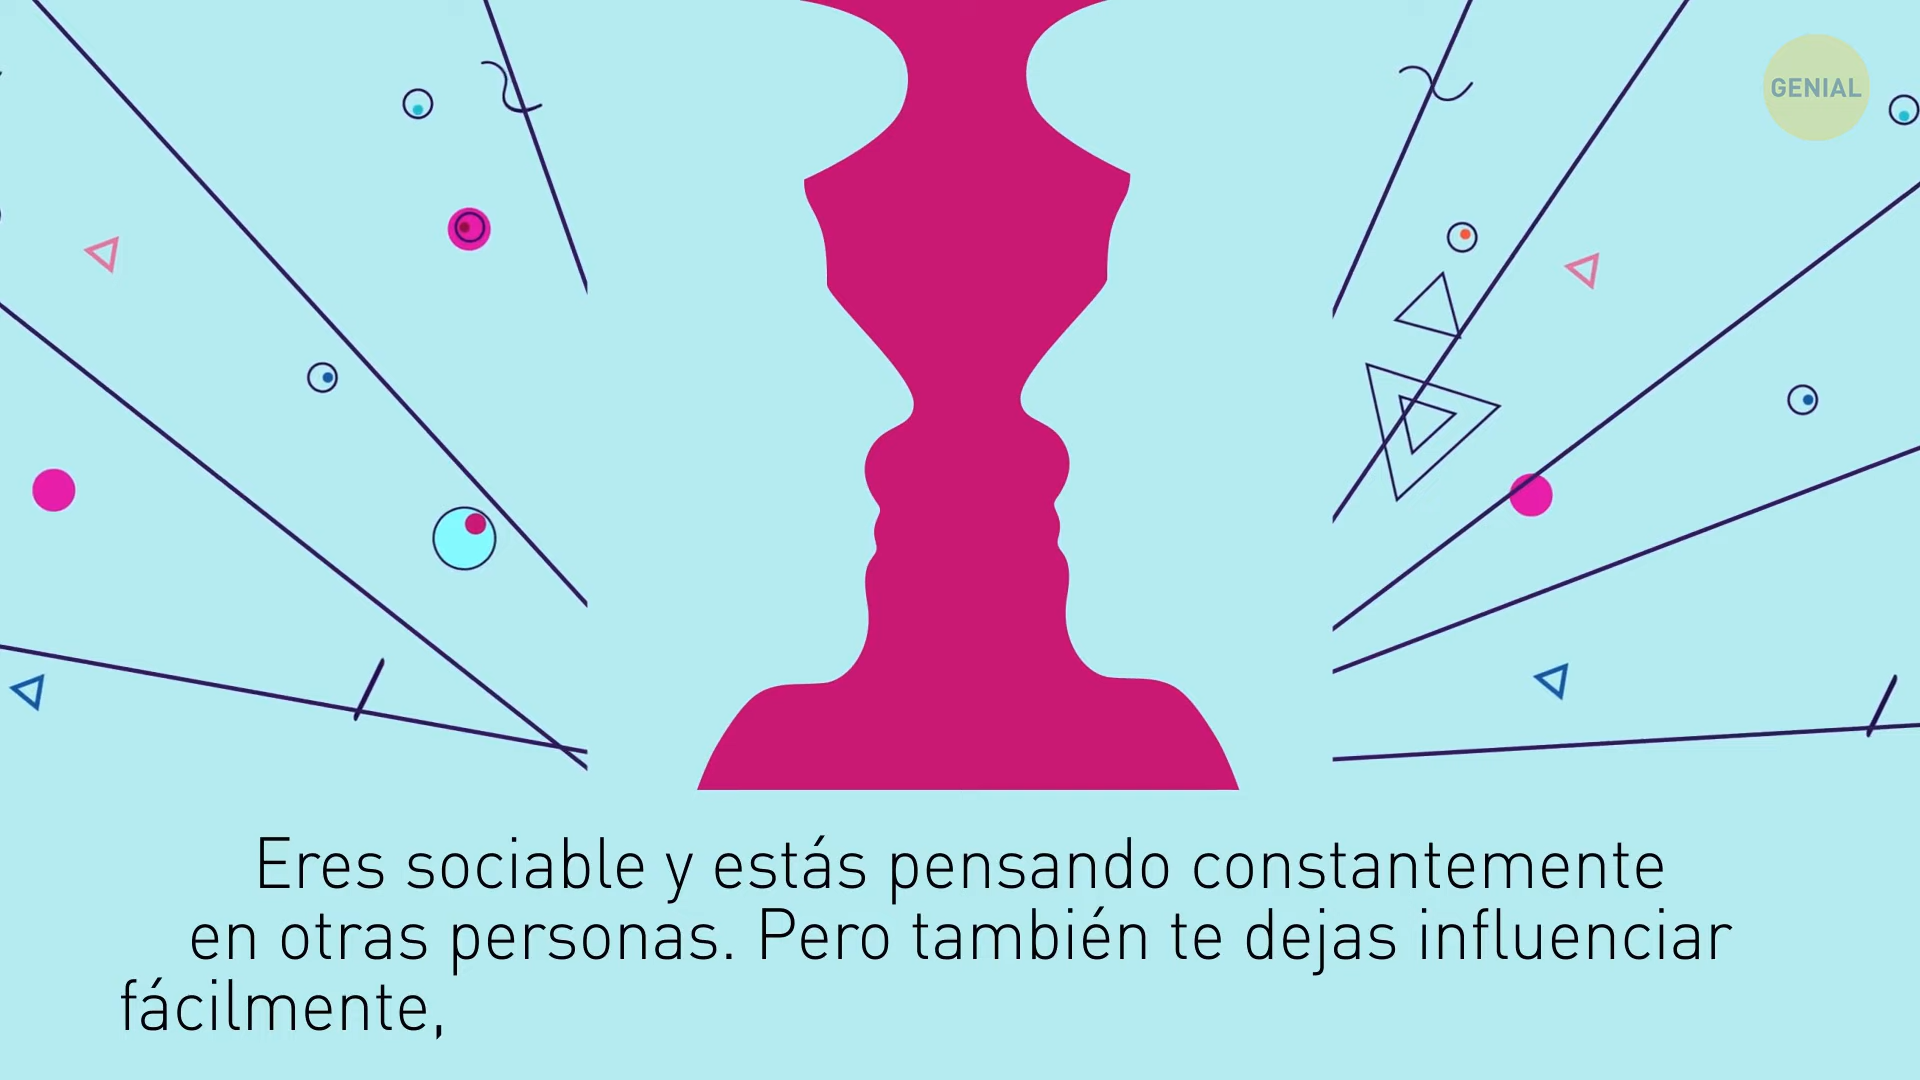 GENIAL
Eres sociable y estás pensando constantemente
en otras personas. Pero también te dejas influenciar
fácilmente,